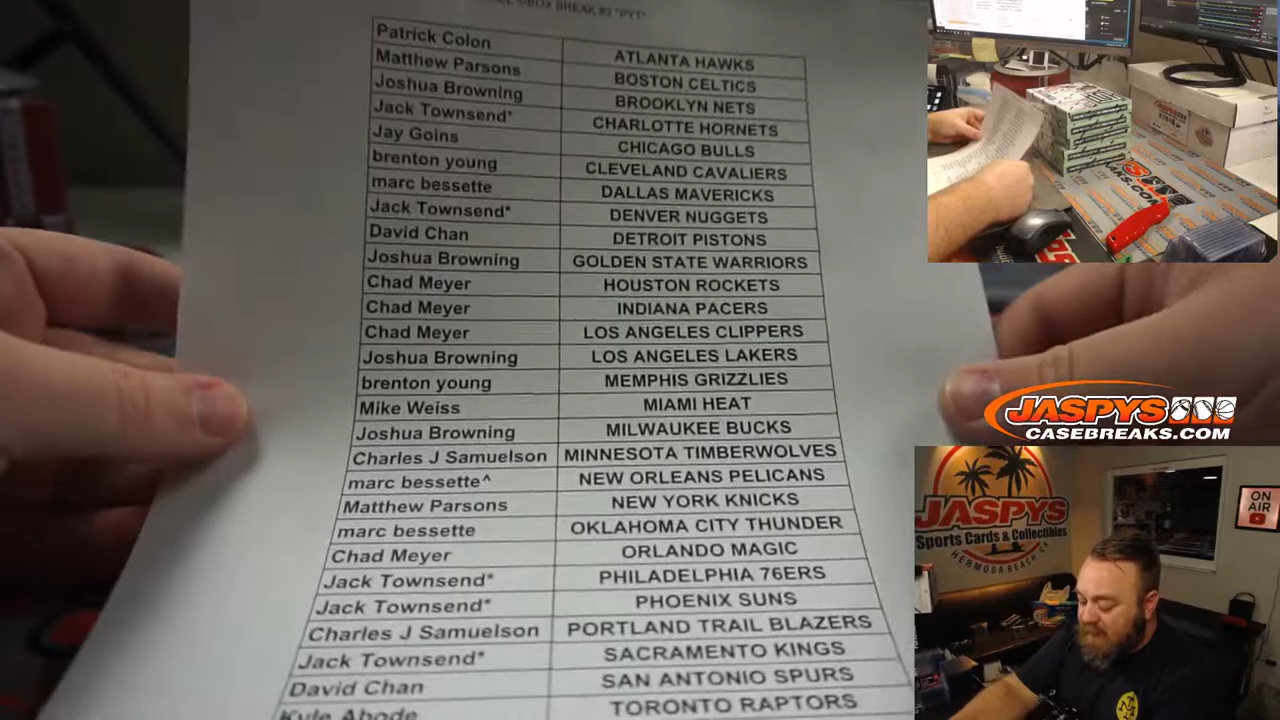 BREAK #3 "PYT"
Patrick Colon ATLANTA HAWKS
Matthew Parsons BOSTON CELTICS
Joshua Browning BROOKLYN NETS
Jack Townsend* CHARLOTTE HORNETS
Jay Goins CHICAGO BULLS
brenton young CLEVELAND CAVALIERS
marc bessette DALLAS MAVERICKS
Jack Townsend* DENVER NUGGETS
David Chan DETROIT PISTONS
Joshua Browning GOLDEN STATE WARRIORS
Chad Meyer HOUSTON ROCKETS
Chad Meyer INDIANA PACERS
Chad Meyer LOS ANGELES CLIPPERS
Joshua Browning LOS ANGELES LAKERS
brenton young MEMPHIS GRIZZLIES
Mike Weiss MIAMI HEAT
Joshua Browning MILWAUKEE BUCKS
Charles J Samuelson MINNESOTA TIMBERWOLVES
marc bessette^ NEW ORLEANS PELICANS
Matthew Parsons NEW YORK KNICKS
marc bessette OKLAHOMA CITY THUNDER
Chad Meyer ORLANDO MAGIC
Jack Townsend* PHILADELPHIA 76ERS
Jack Townsend* PHOENIX SUNS
Charles J Samuelson PORTLAND TRAIL BLAZERS
Jack Townsend* SACRAMENTO KINGS
David Chan SAN ANTONIO SPURS
Kyle Abode TORONTO RAPTORS
JASPYS
CASEBREAKS.COM
JASPYS
Sports Cards & Collectibles
HERMOSA BEACH, CA
ON
AIR